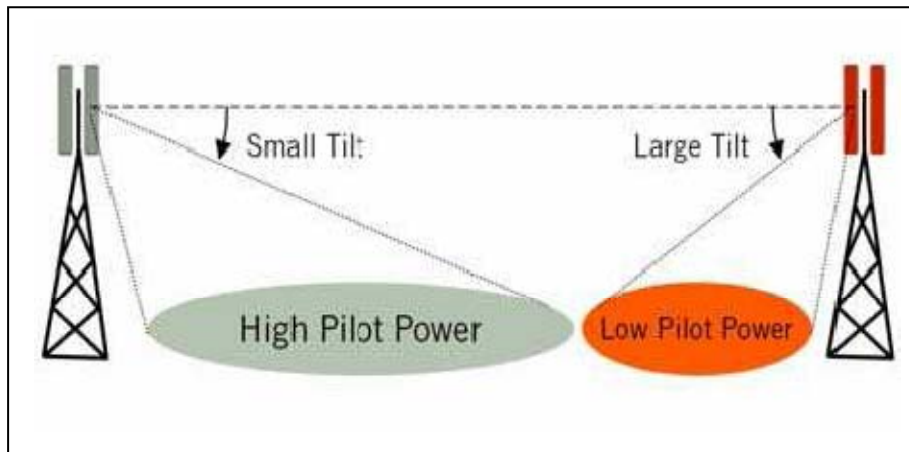 Small Tilt
Large Tilt
High Pilot Power
Low Pilot Power